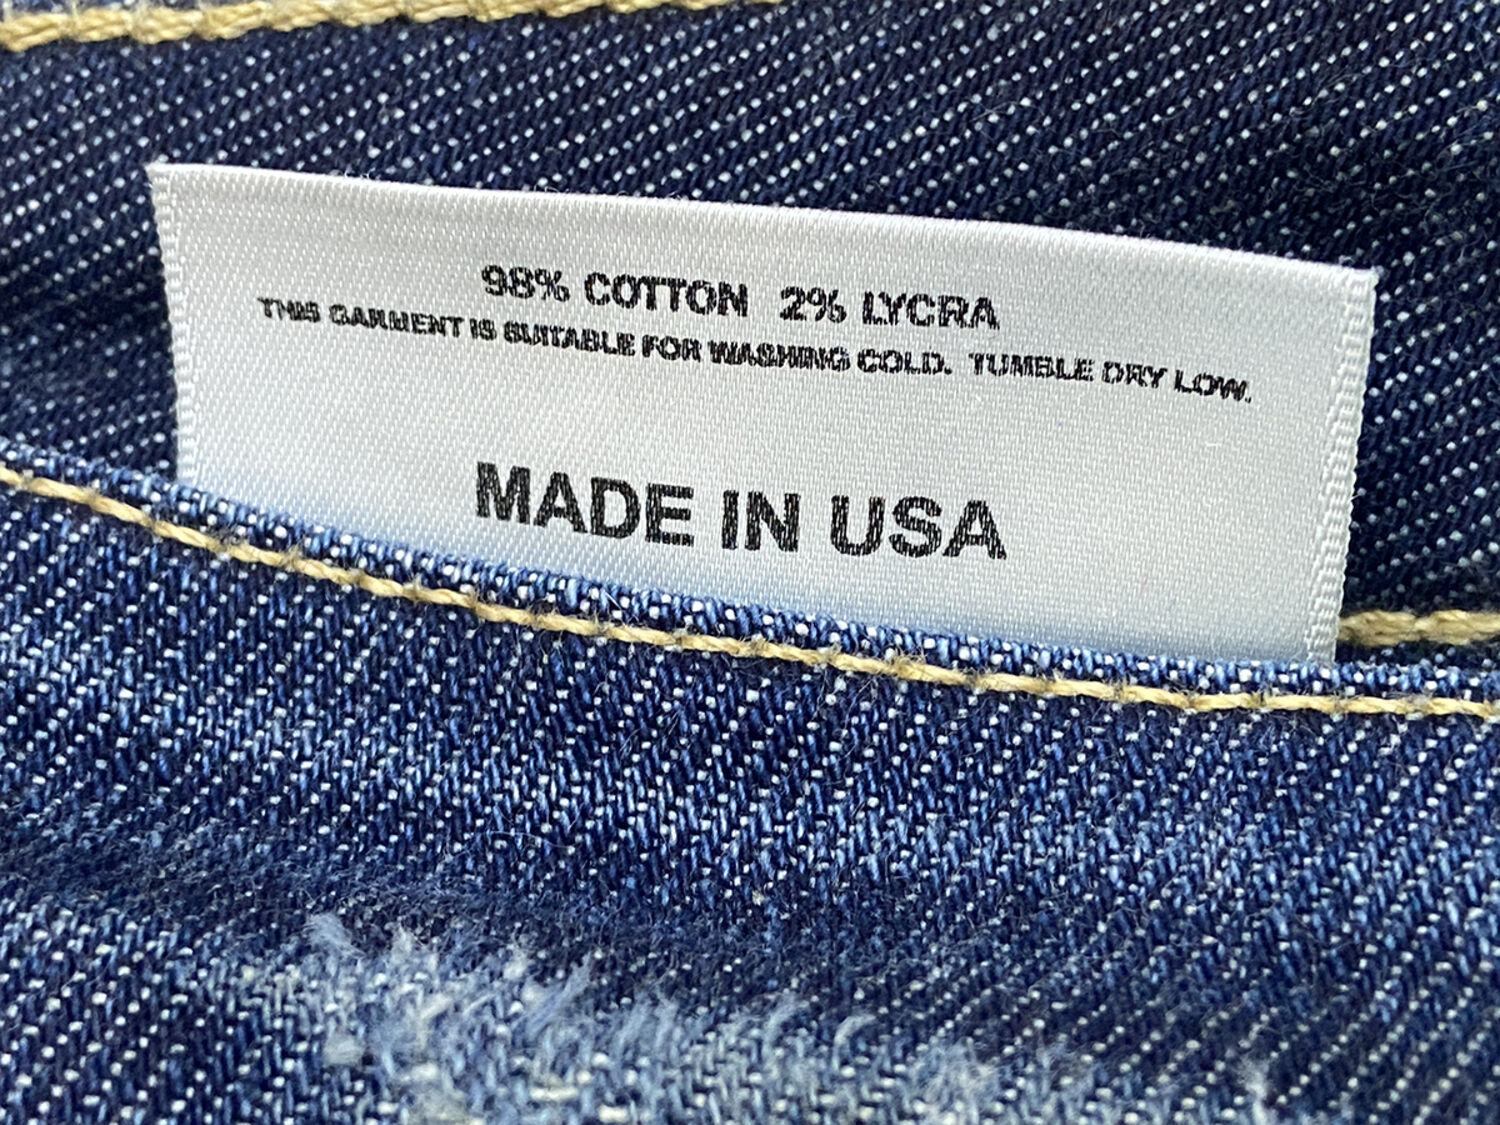 98% COTTON 2% LYCRA
THIS GARMENT IS SUITABLE FOR WASHING COLD. TUMBLE DRY LOW.
MADE IN USA